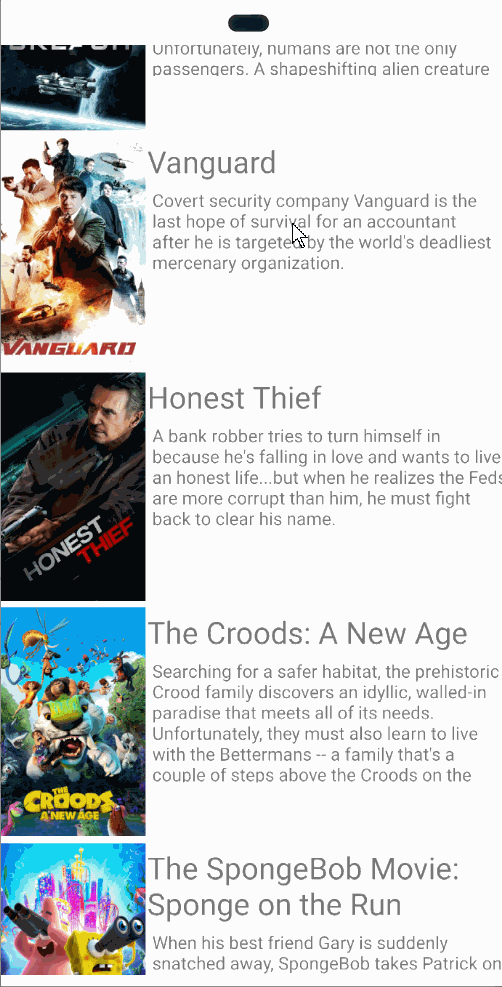 BREACH
Unfortunately, humans are not the only
passengers. A shapeshifting alien creature
Vanguard
Covert security company Vanguard is the
last hope of survival for an accountant
after he is targeted by the world's deadliest
mercenary organization.
VANGUARD
Honest Thief
A bank robber tries to turn himself in
because he's falling in love and wants to live
an honest life...but when he realizes the Feds
are more corrupt than him, he must fight
back to clear his name.
HONEST
THIEF
The Croods: A New Age
Searching for a safer habitat, the prehistoric
Crood family discovers an idyllic, walled-in
paradise that meets all of its needs.
Unfortunately, they must also learn to live
with the Bettermans -- a family that's a
couple of steps above the Croods on the
THE
CROODS
A NEW AGE
The SpongeBob Movie:
Sponge on the Run
When his best friend Gary is suddenly
snatched away, SpongeBob takes Patrick on